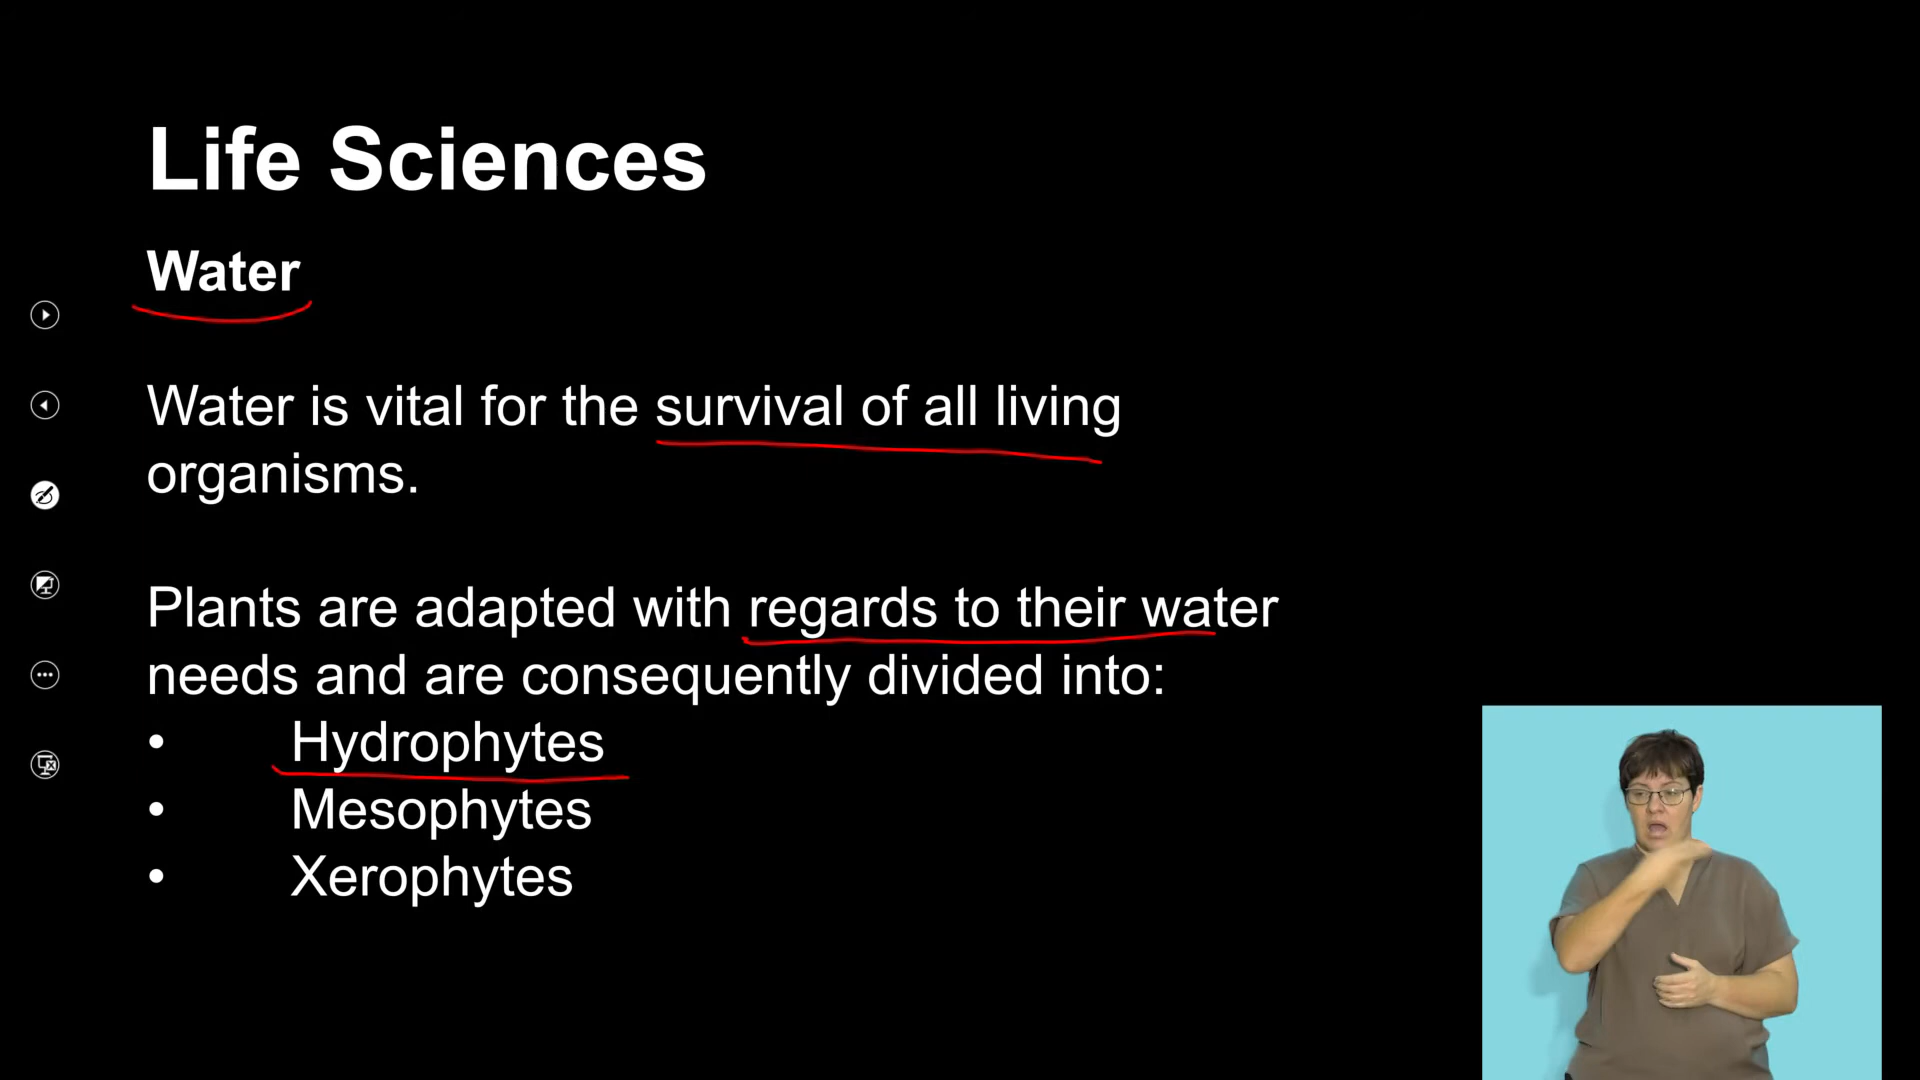 Life Sciences
Water
Water is vital for the survival of all living
organisms.
Plants are adapted with regards to their water
needs and are consequently divided into:
• Hydrophytes
• Mesophytes
• Xerophytes